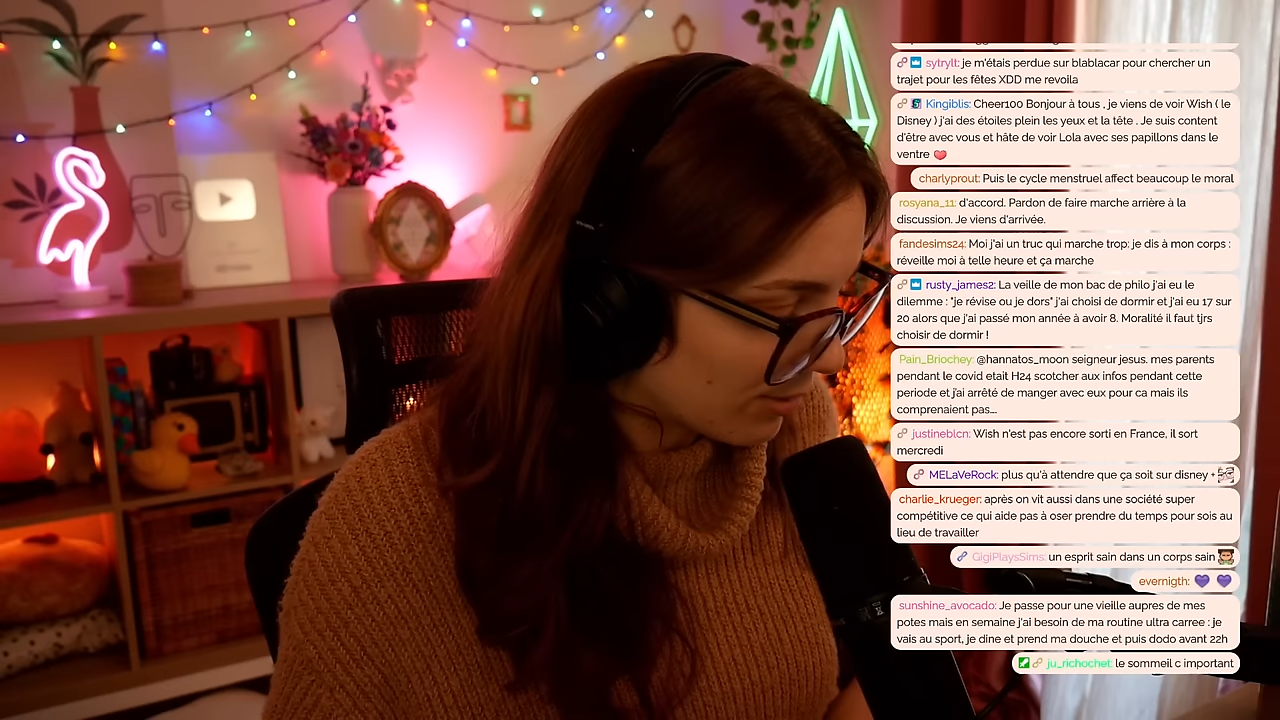 sytrylt: je m'étais perdue sur blablacar pour chercher un
trajet pour les fêtes XDD me revoila
Kingiblis: Cheer100 Bonjour à tous , je viens de voir Wish ( le
Disney ) j'ai des étoiles plein les yeux et la tête . Je suis content
d'être avec vous et hâte de voir Lola avec ses papillons dans le
ventre
charlyprout: Puis le cycle menstruel affect beaucoup le moral
rosyana_11: d'accord. Pardon de faire marche arrière à la
discussion. Je viens d'arrivée.
fandesims24: Moi j'ai un truc qui marche trop: je dis à mon corps :
réveille moi à telle heure et ça marche
rusty_james2: La veille de mon bac de philo j'ai eu le
dilemme : "je révise ou je dors" j'ai choisi de dormir et j'ai eu 17 sur
20 alors que j'ai passé mon année à avoir 8. Moralité il faut tjrs
choisir de dormir !
Pain_Briochey: @hannatos_moon seigneur jesus. mes parents
pendant le covid etait H24 scotcher aux infos pendant cette
periode et j'ai arrêté de manger avec eux pour ca mais ils
comprenaient pas....
justineblcn: Wish n'est pas encore sorti en France, il sort
mercredi
MELaVeRock: plus qu'à attendre que ça soit sur disney +
charlie_krueger: après on vit aussi dans une société super
compétitive ce qui aide pas à oser prendre du temps pour sois au
lieu de travailler
GigiPlaysSims: un esprit sain dans un corps sain
evernigth: 💜 💜
sunshine_avocado: Je passe pour une vieille aupres de mes
potes mais en semaine j'ai besoin de ma routine ultra carree : je
vais au sport, je dine et prend ma douche et puis dodo avant 22h
ju_richochet: le sommeil c important